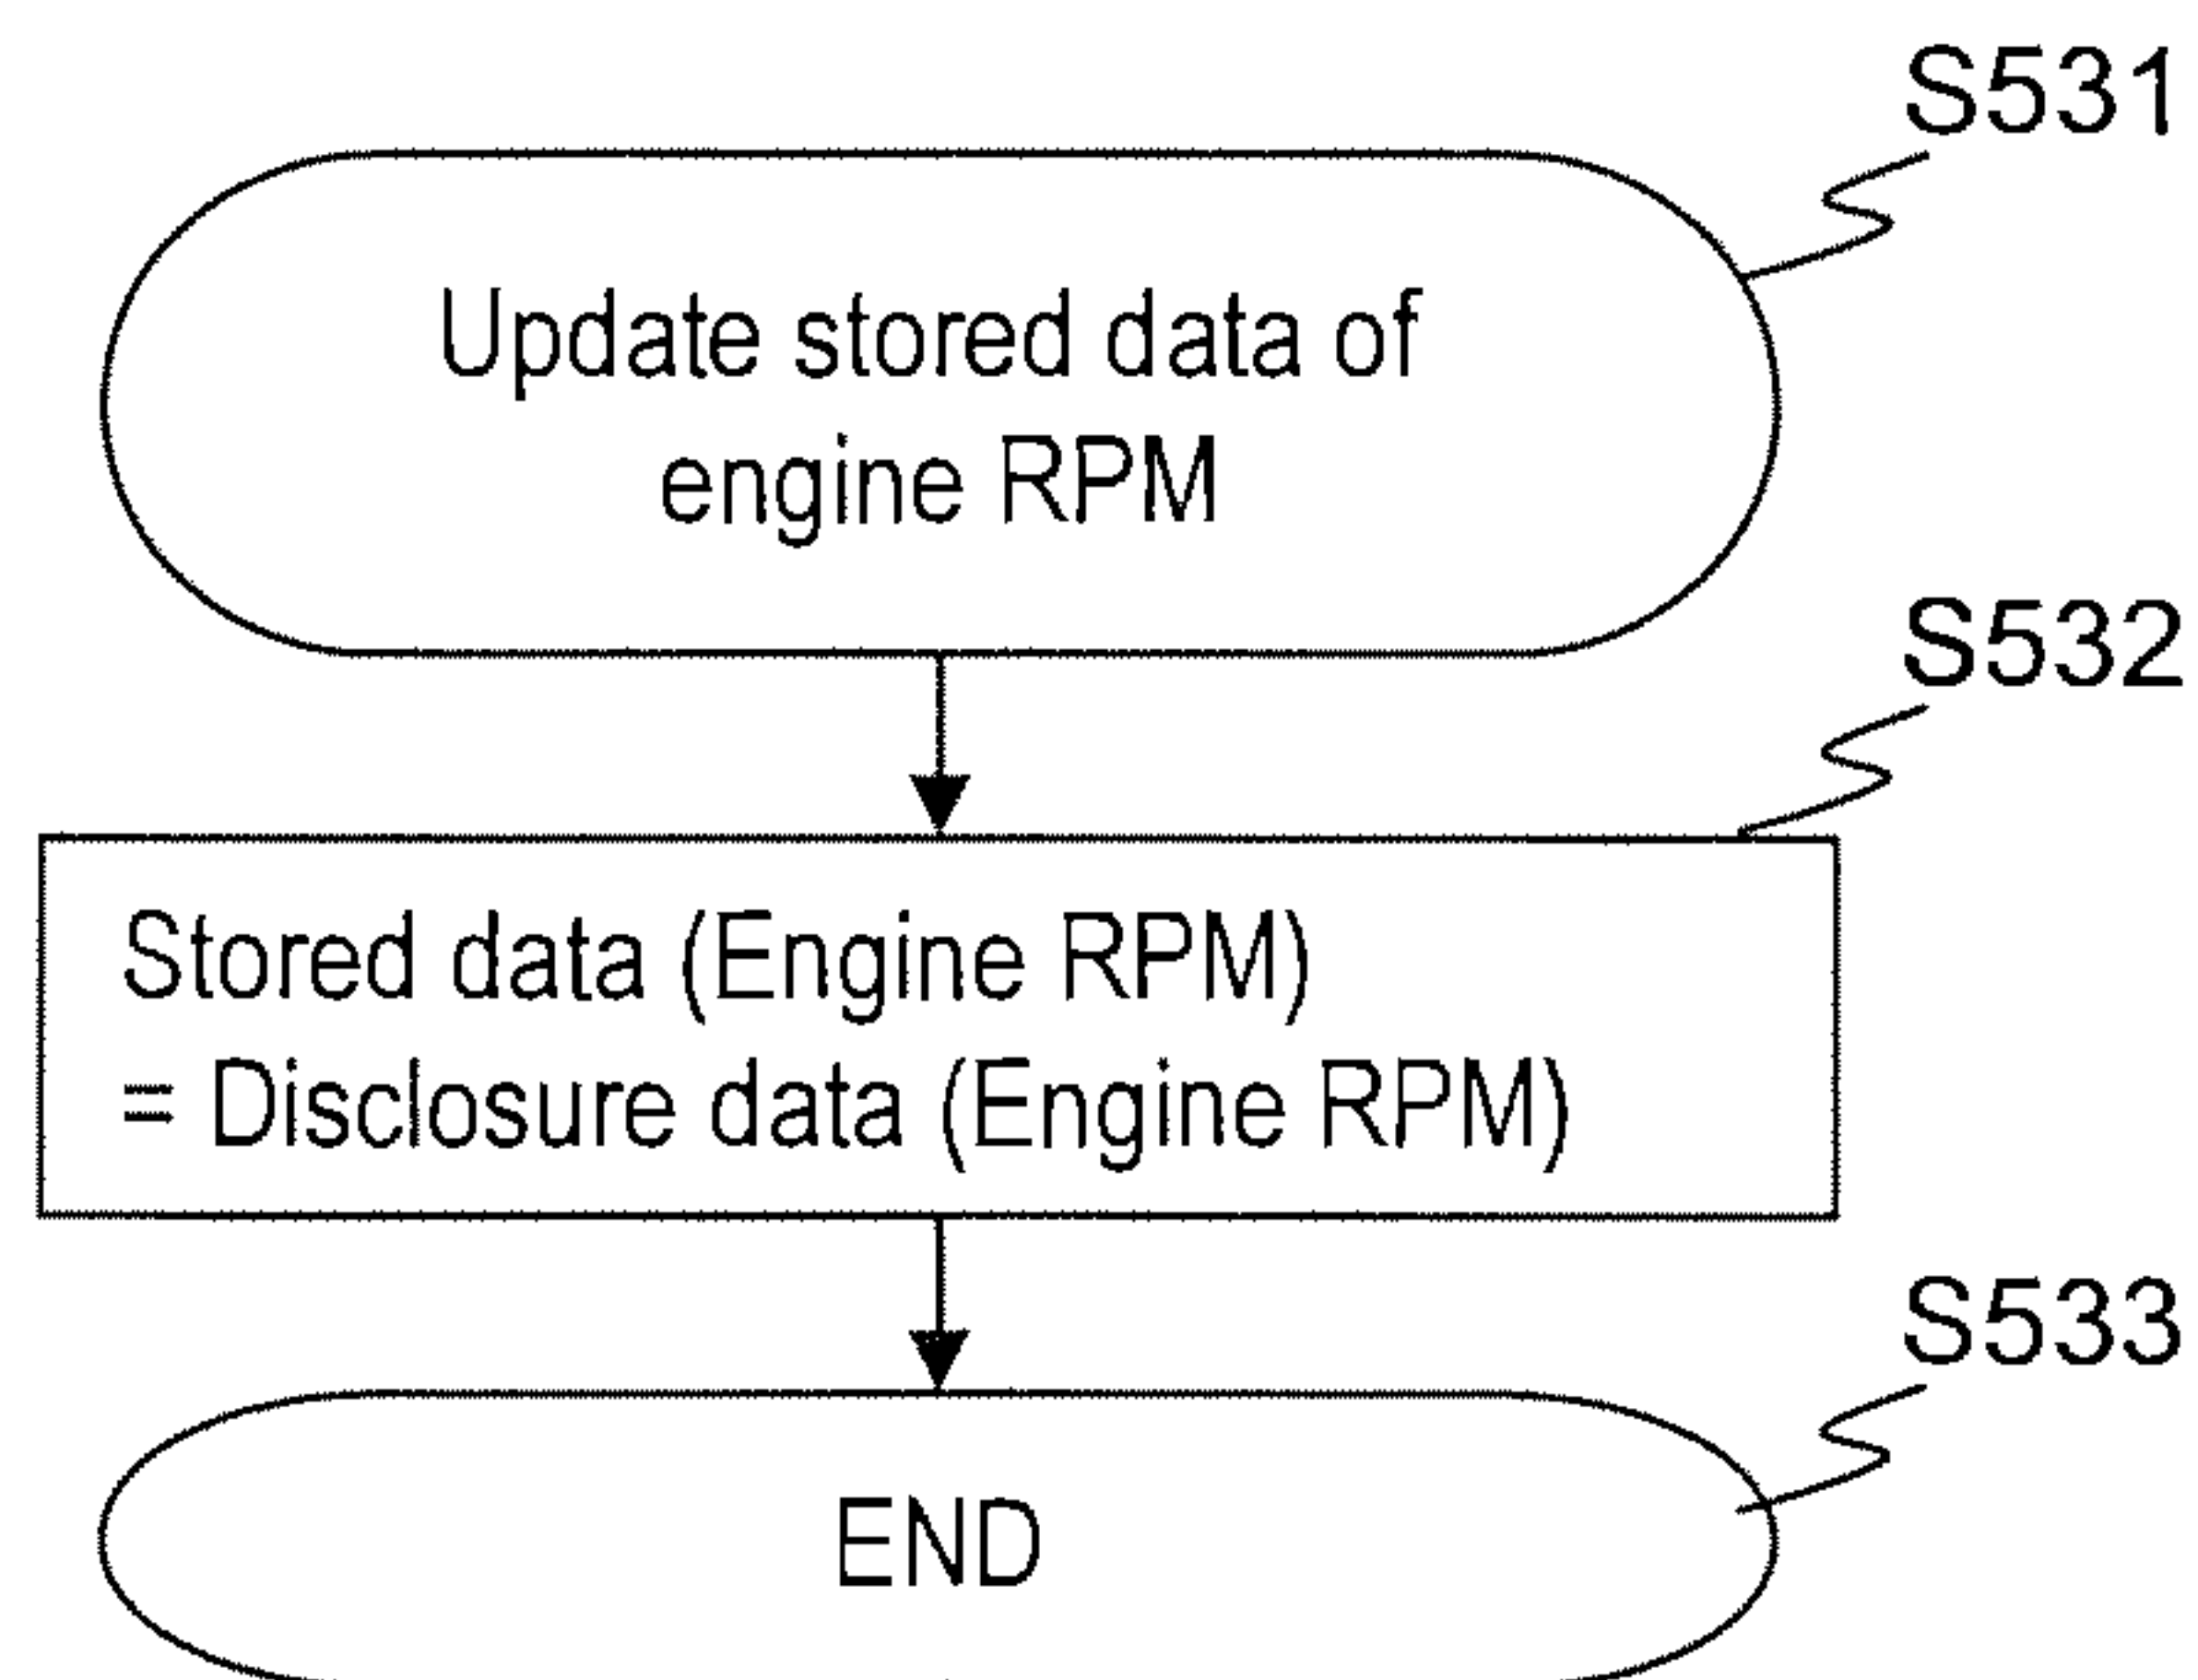 S531
Update stored data of
engine RPM
S532
Stored data (Engine RPM)
= Disclosure data (Engine RPM)
S533
END